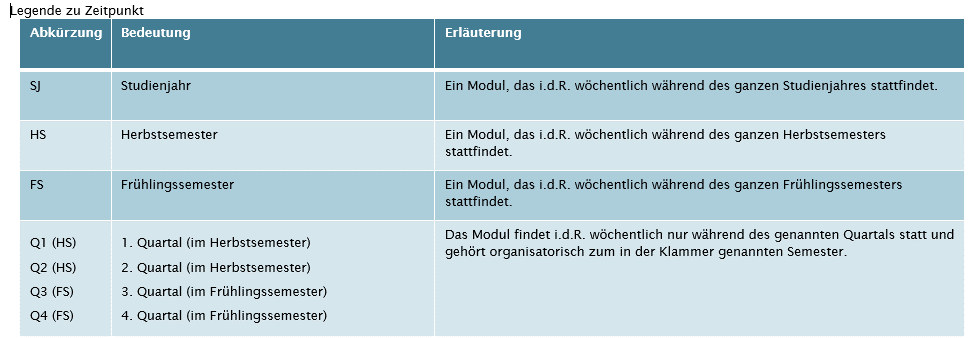 Legende zu Zeitpunkt
Abkürzung Bedeutung Erläuterung
SJ Studienjahr Ein Modul, das i.d.R. wöchentlich während des ganzen Studienjahres stattfindet.
HS Herbstsemester Ein Modul, das i.d.R. wöchentlich während des ganzen Herbstsemesters
stattfindet.
FS Frühlingssemester Ein Modul, das i.d.R. wöchentlich während des ganzen Frühlingssemesters
stattfindet.
Q1 (HS) 1. Quartal (im Herbstsemester)
Q2 (HS) 2. Quartal (im Herbstsemester)
Q3 (FS) 3. Quartal (im Frühlingssemester)
Q4 (FS) 4. Quartal (im Frühlingssemester)
Das Modul findet i.d.R. wöchentlich nur während des genannten Quartals statt und
gehört organisatorisch zum in der Klammer genannten Semester.